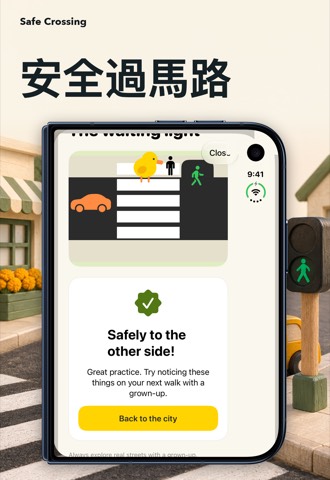 Safe Crossing
安全過馬路
The waiting light
Clos..
9:41
Safely to the
other side!
Great practice. Try noticing these
things on your next walk with a
grown-up.
Back to the city
Always explore real streets with a grown-up.